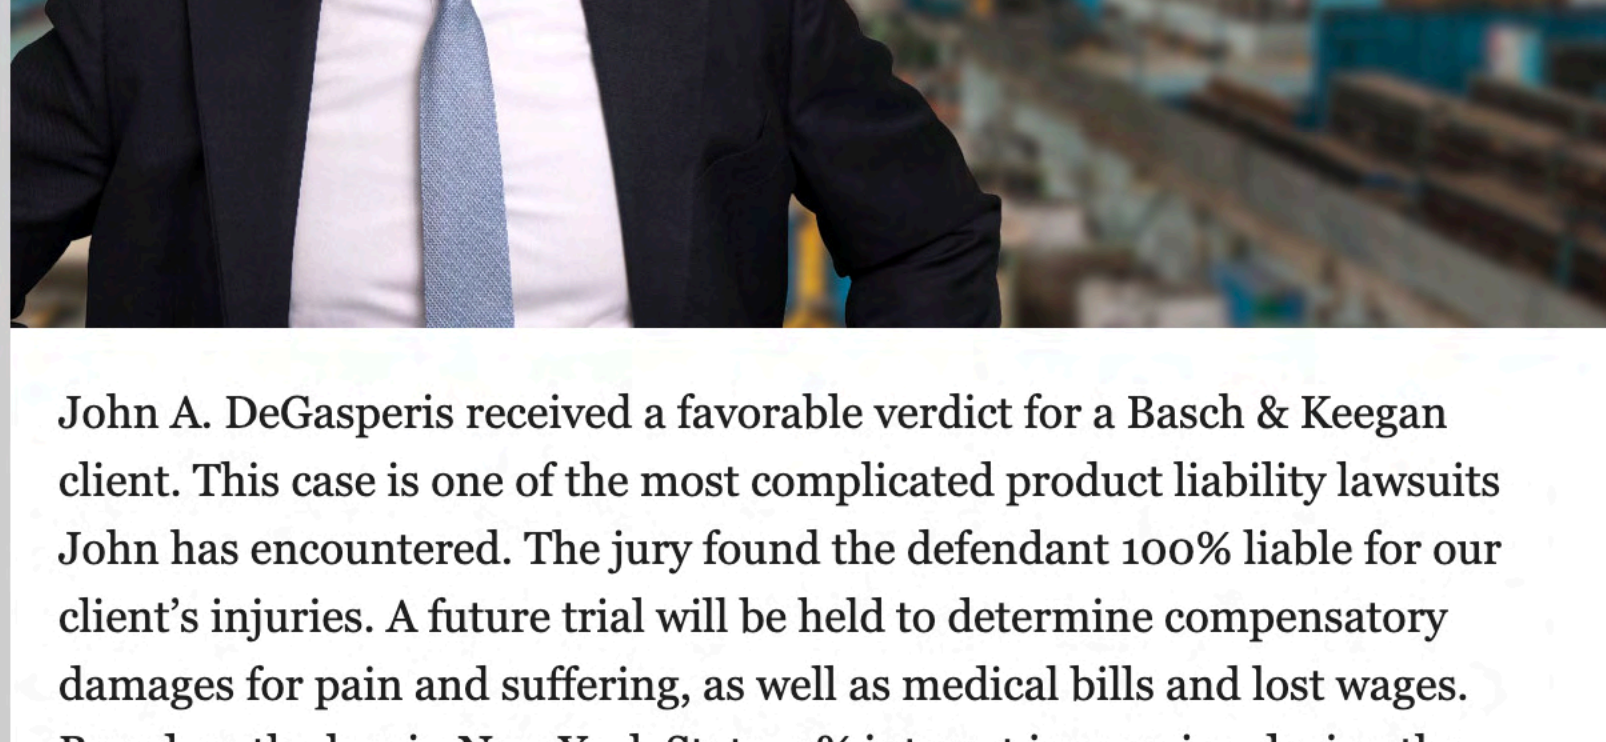 John A. DeGasperis received a favorable verdict for a Basch & Keegan
client. This case is one of the most complicated product liability lawsuits
John has encountered. The jury found the defendant 100% liable for our
client’s injuries. A future trial will be held to determine compensatory
damages for pain and suffering, as well as medical bills and lost wages.